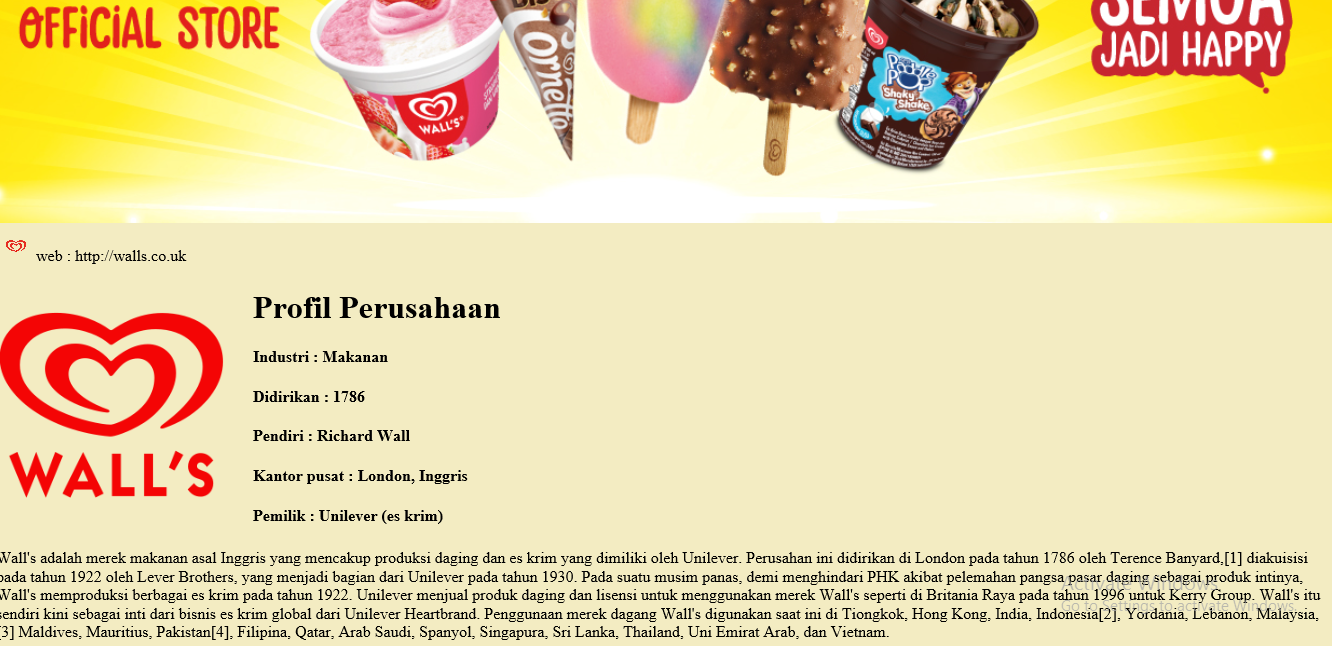 OFFiCiAL STORE
SEMUA
JADI HAPPY
WALL'S
Cornetto
Paddle Pop
Shaky Shake
web : http://walls.co.uk
Profil Perusahaan
Industri : Makanan
Didirikan : 1786
Pendiri : Richard Wall
Kantor pusat : London, Inggris
Pemilik : Unilever (es krim)
WALL'S
Wall's adalah merek makanan asal Inggris yang mencakup produksi daging dan es krim yang dimiliki oleh Unilever. Perusahan ini didirikan di London pada tahun 1786 oleh Terence Banyard,[1] diakuisisi
pada tahun 1922 oleh Lever Brothers, yang menjadi bagian dari Unilever pada tahun 1930. Pada suatu musim panas, demi menghindari PHK akibat pelemahan pangsa pasar daging sebagai produk intinya,
Wall's memproduksi berbagai es krim pada tahun 1922. Unilever menjual produk daging dan lisensi untuk menggunakan merek Wall's seperti di Britania Raya pada tahun 1996 untuk Kerry Group. Wall's itu
sendiri kini sebagai inti dari bisnis es krim global dari Unilever Heartbrand. Penggunaan merek dagang Wall's digunakan saat ini di Tiongkok, Hong Kong, India, Indonesia[2], Yordania, Lebanon, Malaysia,
[3] Maldives, Mauritius, Pakistan[4], Filipina, Qatar, Arab Saudi, Spanyol, Singapura, Sri Lanka, Thailand, Uni Emirat Arab, dan Vietnam.
Activate Windows
Go to Settings to activate Windows.